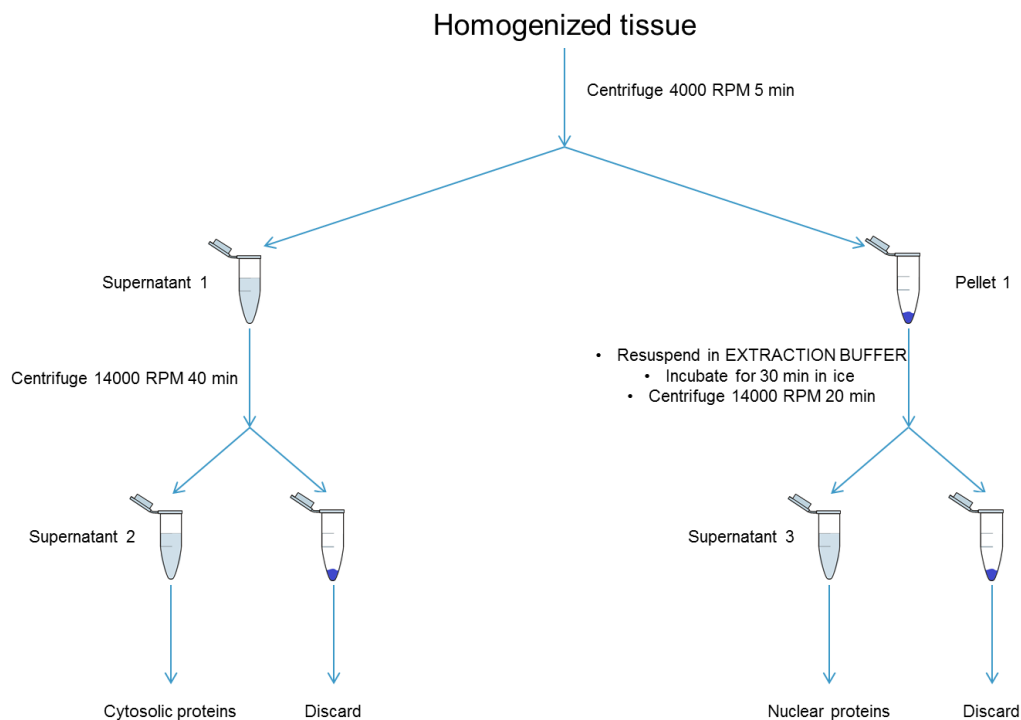 Homogenized tissue
Centrifuge 4000 RPM 5 min
Supernatant 1
Pellet 1
Centrifuge 14000 RPM 40 min
• Resuspend in EXTRACTION BUFFER
• Incubate for 30 min in ice
• Centrifuge 14000 RPM 20 min
Supernatant 2
Supernatant 3
Cytosolic proteins
Discard
Nuclear proteins
Discard